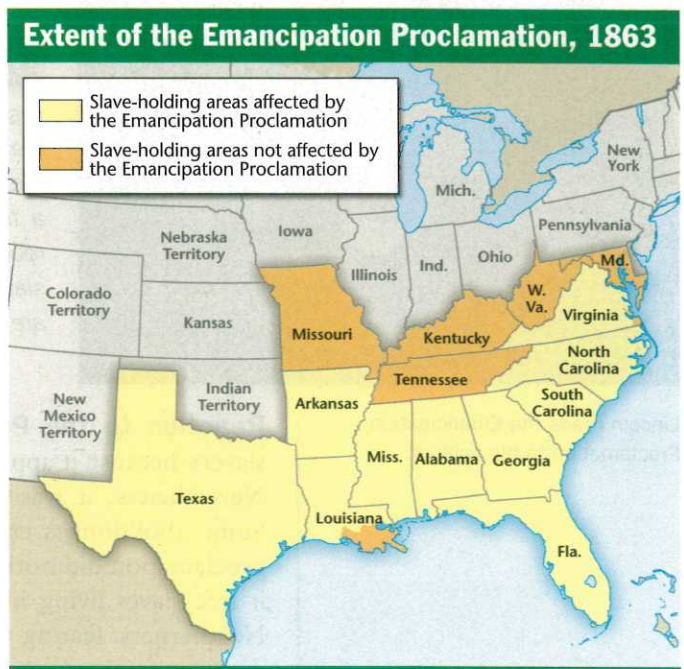 Extent of the Emancipation Proclamation, 1863
Slave-holding areas affected by
the Emancipation Proclamation
Slave-holding areas not affected by
the Emancipation Proclamation
New
York
Mich.
Pennsylvania
Nebraska
Territory
Iowa
Illinois
Ind.
Ohio
Md.
W.
Va.
Virginia
Colorado
Territory
Kansas
Missouri
Kentucky
North
Carolina
Tennessee
South
Carolina
New
Mexico
Territory
Indian
Territory
Arkansas
Miss.
Alabama
Georgia
Texas
Louisiana
Fla.